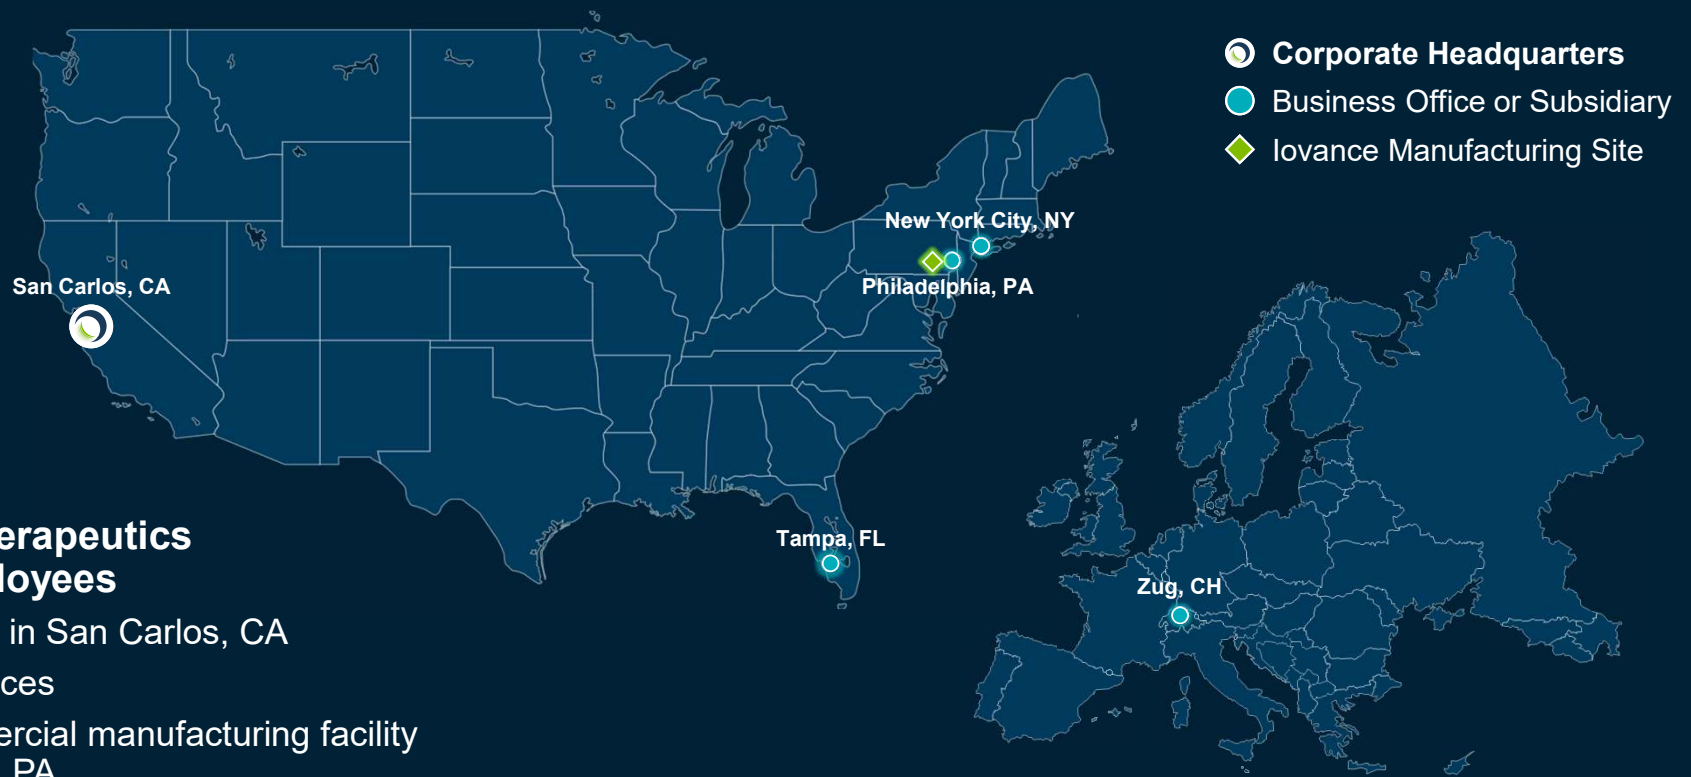 Corporate Headquarters
Business Office or Subsidiary
Iovance Manufacturing Site
New York City, NY
Philadelphia, PA
San Carlos, CA
Tampa, FL
Zug, CH
erapeutics
loyees
in San Carlos, CA
ces
ercial manufacturing facility
PA